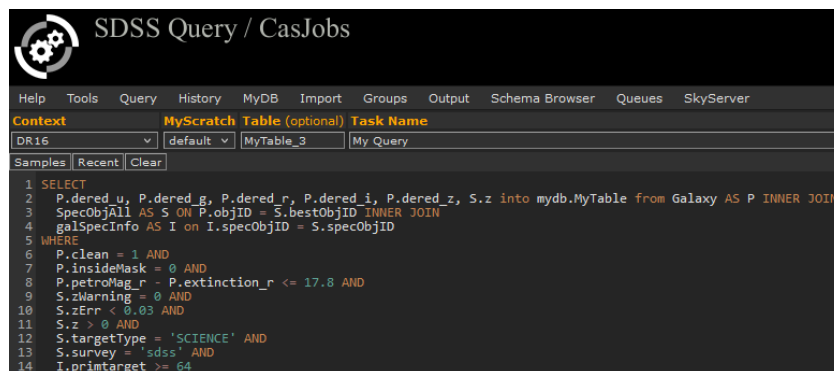 SDSS Query / CasJobs
Help Tools Query History MyDB Import Groups Output Schema Browser Queues SkyServer
Context MyScratch Table (optional) Task Name
DR16 default MyTable_3 My Query
Samples Recent Clear
1 SELECT
2 P.dered_u, P.dered_g, P.dered_r, P.dered_i, P.dered_z, S.z into mydb.MyTable from Galaxy AS P INNER JOIN
3 SpecObjAll AS S ON P.objID = S.bestObjID INNER JOIN
4 galSpecInfo AS I on I.specObjID = S.specObjID
5 WHERE
6 P.clean = 1 AND
7 P.insideMask = 0 AND
8 P.petroMag_r - P.extinction_r <= 17.8 AND
9 S.zWarning = 0 AND
10 S.zErr < 0.03 AND
11 S.z > 0 AND
12 S.targetType = 'SCIENCE' AND
13 S.survey = 'sdss' AND
14 I.primtarget >= 64